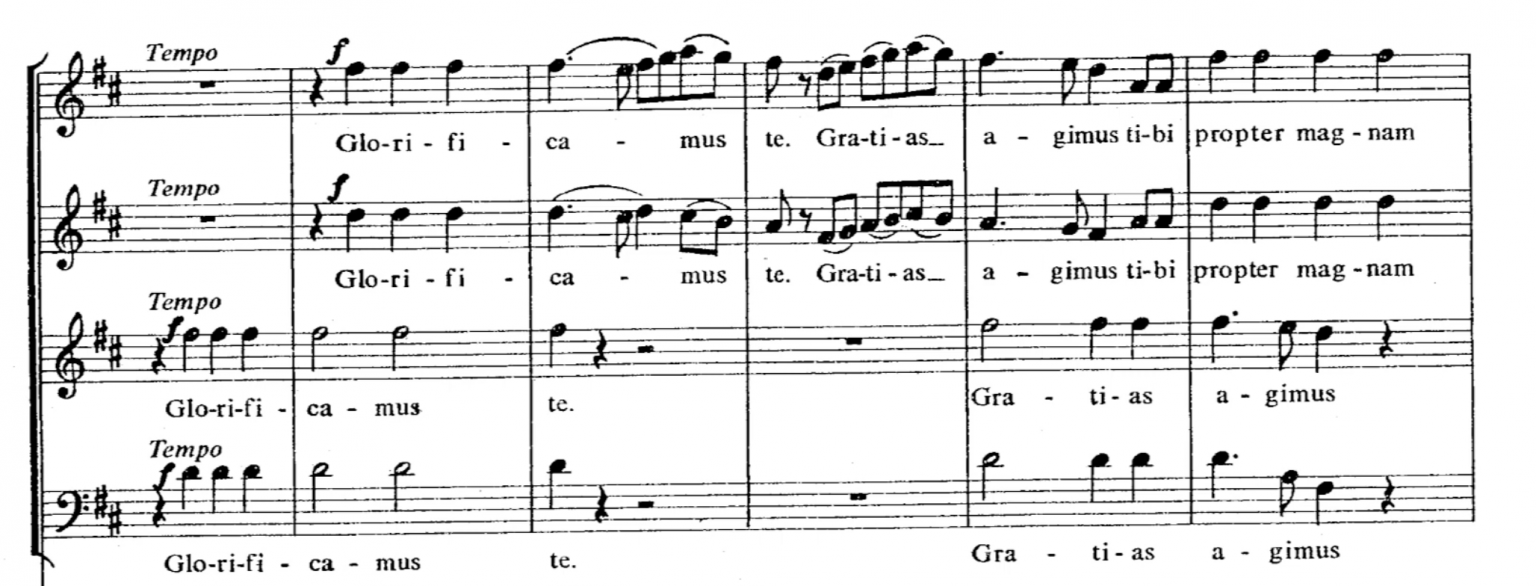 Tempo
f
Glo-ri - fi - ca - mus te. Gra-ti-as_ a - gimus ti-bi propter mag-nam
Tempo
f
Glo-ri - fi - ca - mus te. Gra-ti-as_ a - gimus ti-bi propter mag-nam
Tempo
f
Glo-ri-fi - ca - mus te. Gra - ti-as a - gimus
Tempo
f
Glo-ri-fi - ca - mus te. Gra - ti-as a - gimus